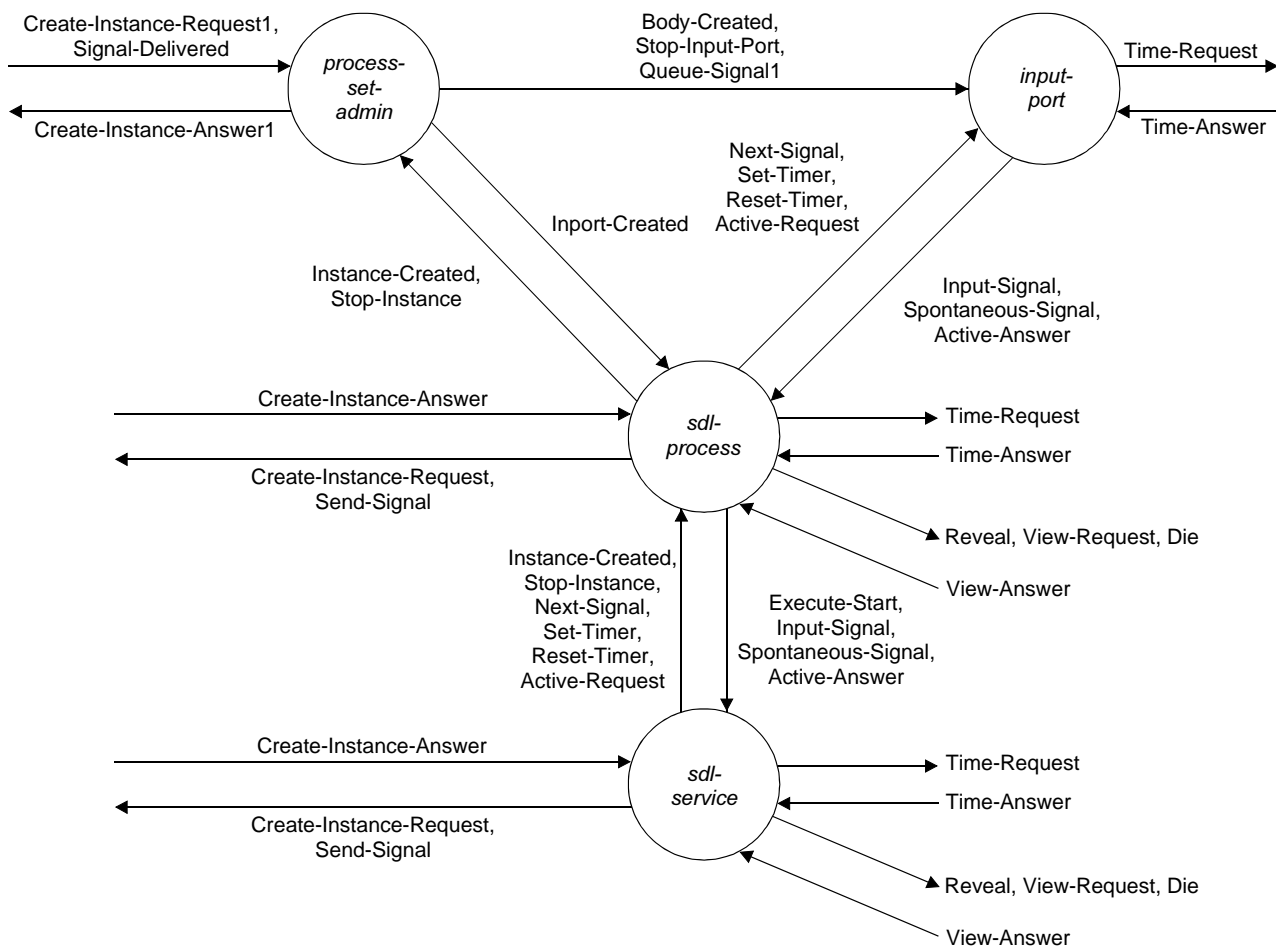 Create-Instance-Request1,
Signal-Delivered
Create-Instance-Answer1
process-
set-
admin
Body-Created,
Stop-Input-Port,
Queue-Signal1
input-
port
Time-Request
Time-Answer
Next-Signal,
Set-Timer,
Reset-Timer,
Active-Request
Inport-Created
Instance-Created,
Stop-Instance
Input-Signal,
Spontaneous-Signal,
Active-Answer
Create-Instance-Answer
Create-Instance-Request,
Send-Signal
sdl-
process
Time-Request
Time-Answer
Reveal, View-Request, Die
View-Answer
Instance-Created,
Stop-Instance,
Next-Signal,
Set-Timer,
Reset-Timer,
Active-Request
Execute-Start,
Input-Signal,
Spontaneous-Signal,
Active-Answer
Create-Instance-Answer
Create-Instance-Request,
Send-Signal
sdl-
service
Time-Request
Time-Answer
Reveal, View-Request, Die
View-Answer